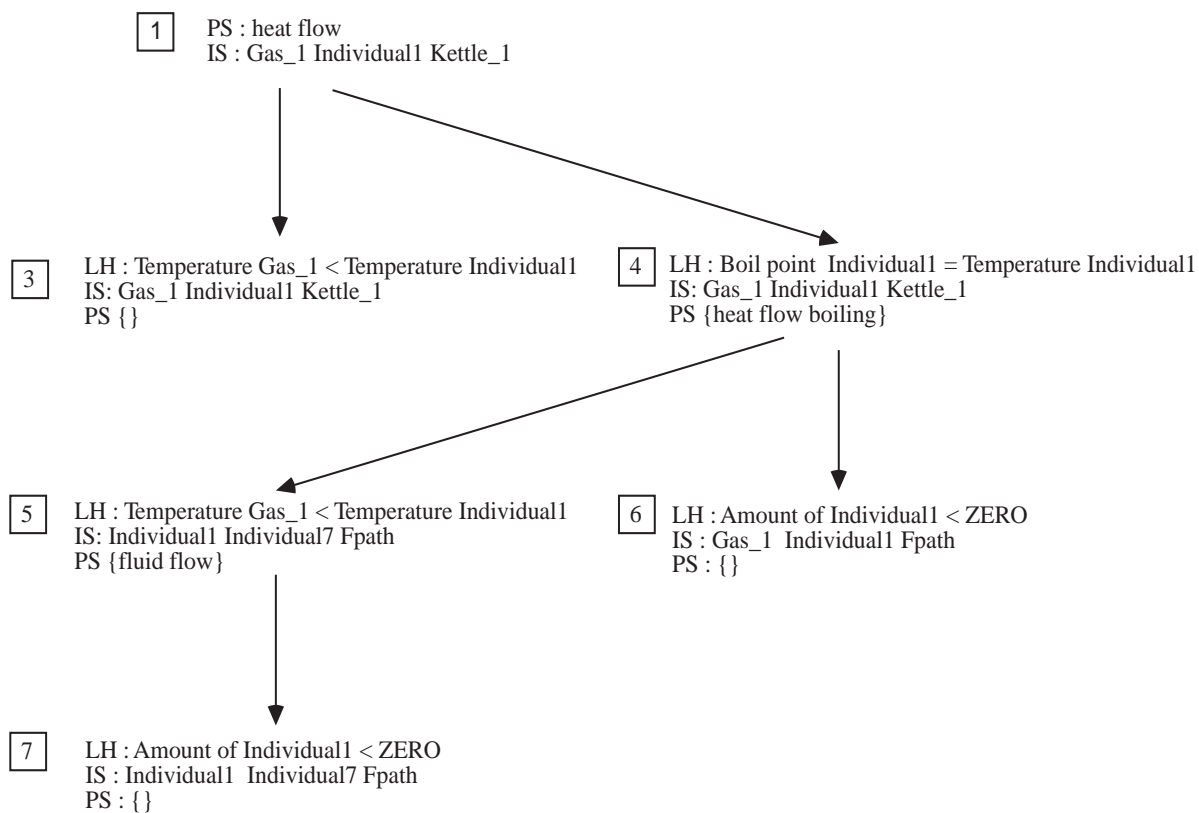 1
PS : heat flow
IS : Gas_1 Individual1 Kettle_1
3
LH : Temperature Gas_1 < Temperature Individual1
IS: Gas_1 Individual1 Kettle_1
PS {}
4
LH : Boil point Individual1 = Temperature Individual1
IS: Gas_1 Individual1 Kettle_1
PS {heat flow boiling}
5
LH : Temperature Gas_1 < Temperature Individual1
IS: Individual1 Individual7 Fpath
PS {fluid flow}
6
LH : Amount of Individual1 < ZERO
IS : Gas_1 Individual1 Fpath
PS : {}
7
LH : Amount of Individual1 < ZERO
IS : Individual1 Individual7 Fpath
PS : {}